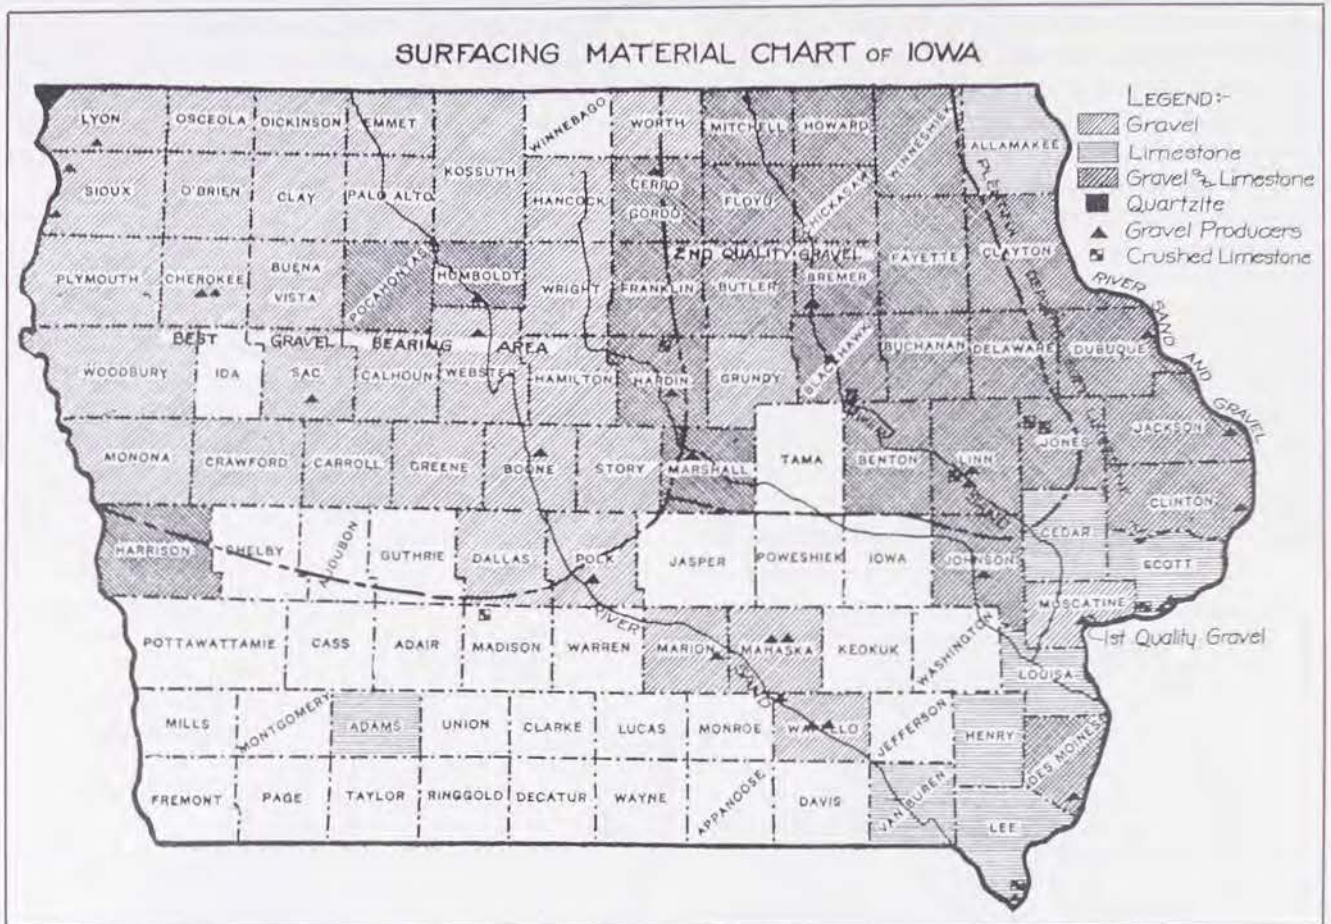 SURFACING MATERIAL CHART OF IOWA
LEGEND:-
Gravel
Limestone
Gravel & Limestone
Quartzite
Gravel Producers
Crushed Limestone
LYON OSCEOLA DICKINSON EMMET WINNEBAGO WORTH MITCHELL HOWARD WINNESHIEK ALLAMAKEE
KOSSUTH
SIOUX O'BRIEN CLAY PALO ALTO HANCOCK CERRO GORDO FLOYD CHICKASAW
PLYMOUTH CHEROKEE BUENA VISTA POCAHONTAS HUMBOLDT WRIGHT FRANKLIN BUTLER BREMER FAYETTE CLAYTON
2ND QUALITY GRAVEL
BEST GRAVEL BEARING AREA
WOODBURY IDA SAC CALHOUN WEBSTER HAMILTON HARDIN GRUNDY BLACKHAWK BUCHANAN DELAWARE DUBUQUE
RIVER SAND AND GRAVEL
MONONA CRAWFORD CARROLL GREENE BOONE STORY MARSHALL TAMA BENTON LINN JONES JACKSON
CLINTON
RIVER SAND
HARRISON SHELBY AUDUBON GUTHRIE DALLAS POLK JASPER POWESHIEK IOWA JOHNSON CEDAR SCOTT
MUSCATINE
1st Quality Gravel
POTTAWATTAMIE CASS ADAIR MADISON WARREN MARION MAHASKA KEOKUK WASHINGTON LOUISA
RIVER SAND
MILLS MONTGOMERY ADAMS UNION CLARKE LUCAS MONROE WAPELLO JEFFERSON HENRY DES MOINES
FREMONT PAGE TAYLOR RINGGOLD DECATUR WAYNE APPANOOSE DAVIS VAN BUREN LEE